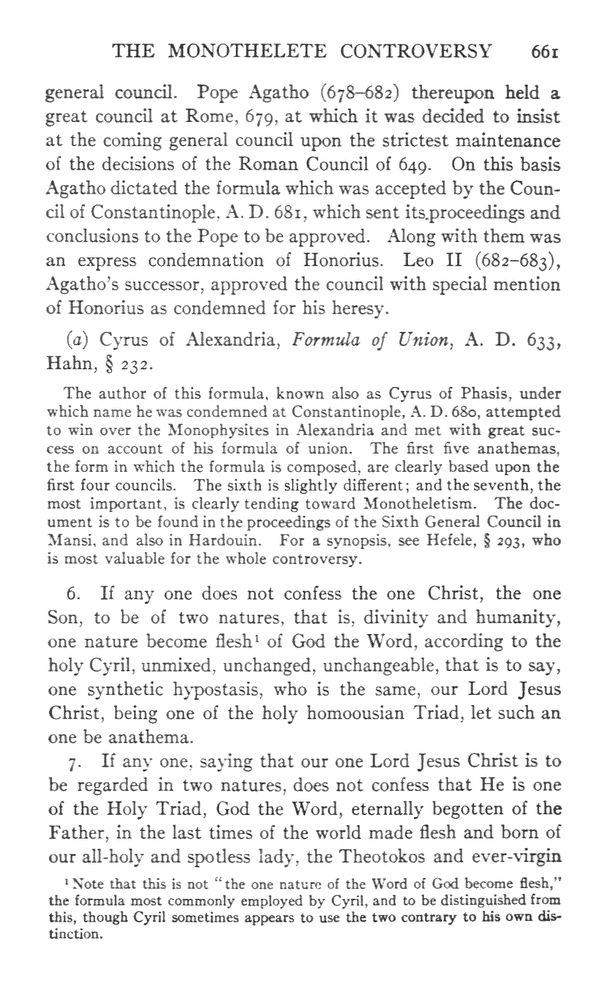 THE MONOTHELETE CONTROVERSY 661
general council. Pope Agatho (678–682) thereupon held a
great council at Rome, 679, at which it was decided to insist
at the coming general council upon the strictest maintenance
of the decisions of the Roman Council of 649. On this basis
Agatho dictated the formula which was accepted by the Coun-
cil of Constantinople, A. D. 681, which sent its proceedings and
conclusions to the Pope to be approved. Along with them was
an express condemnation of Honorius. Leo II (682–683),
Agatho's successor, approved the council with special mention
of Honorius as condemned for his heresy.
(a) Cyrus of Alexandria, Formula of Union, A. D. 633,
Hahn, § 232.
The author of this formula, known also as Cyrus of Phasis, under
which name he was condemned at Constantinople, A. D. 680, attempted
to win over the Monophysites in Alexandria and met with great suc-
cess on account of his formula of union. The first five anathemas,
the form in which the formula is composed, are clearly based upon the
first four councils. The sixth is slightly different; and the seventh, the
most important, is clearly tending toward Monotheletism. The doc-
ument is to be found in the proceedings of the Sixth General Council in
Mansi, and also in Hardouin. For a synopsis, see Hefele, § 293, who
is most valuable for the whole controversy.
6. If any one does not confess the one Christ, the one
Son, to be of two natures, that is, divinity and humanity,
one nature become flesh¹ of God the Word, according to the
holy Cyril, unmixed, unchanged, unchangeable, that is to say,
one synthetic hypostasis, who is the same, our Lord Jesus
Christ, being one of the holy homoousian Triad, let such an
one be anathema.
7. If any one, saying that our one Lord Jesus Christ is to
be regarded in two natures, does not confess that He is one
of the Holy Triad, God the Word, eternally begotten of the
Father, in the last times of the world made flesh and born of
our all-holy and spotless lady, the Theotokos and ever-virgin
¹ Note that this is not "the one nature of the Word of God become flesh,"
the formula most commonly employed by Cyril, and to be distinguished from
this, though Cyril sometimes appears to use the two contrary to his own dis-
tinction.